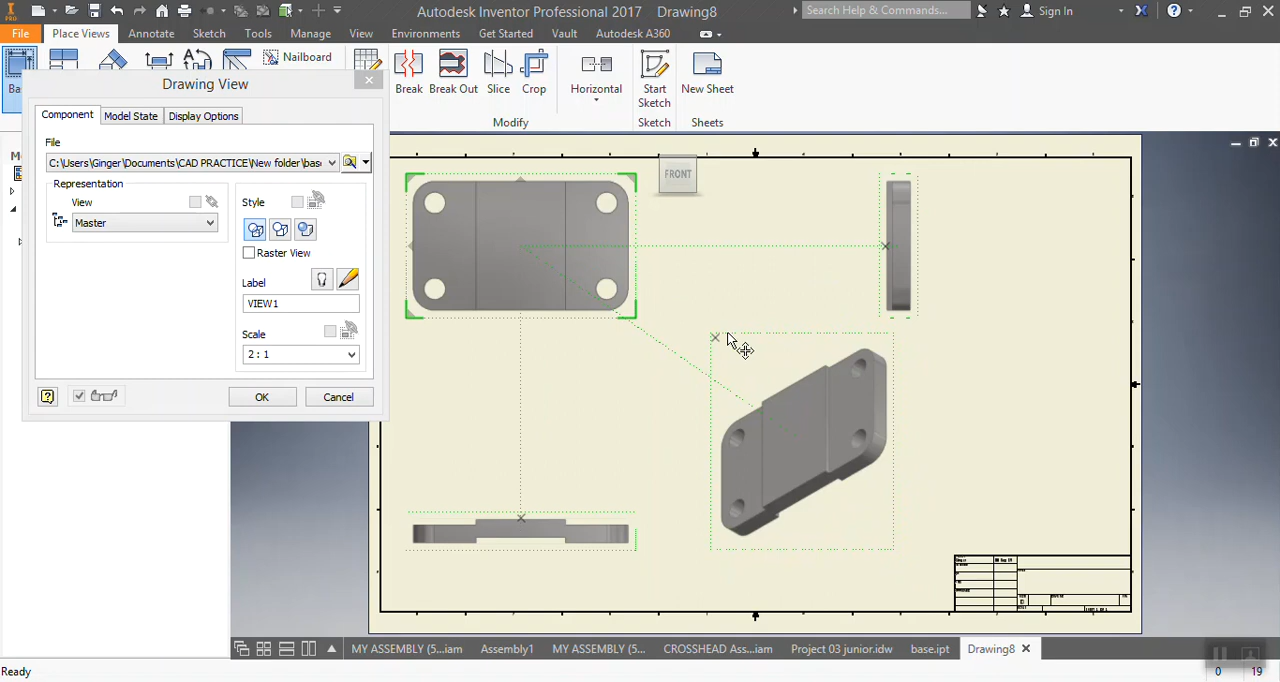 PRO
Autodesk Inventor Professional 2017 Drawing8
Search Help & Commands...
Sign In
File Place Views Annotate Sketch Tools Manage View Environments Get Started Vault Autodesk A360
Nailboard
Break Break Out Slice Crop Horizontal Start Sketch New Sheet
Modify Sketch Sheets
Drawing View
Component Model State Display Options
File
C:\Users\Ginger\Documents\CAD PRACTICE\New folder\base
Representation
View
Master
Style
Raster View
Label
VIEW1
Scale
2 : 1
OK Cancel
FRONT
MY ASSEMBLY (5...iam Assembly1 MY ASSEMBLY (5... CROSSHEAD Ass...iam Project 03 junior.idw base.ipt Drawing8
Ready 0 19